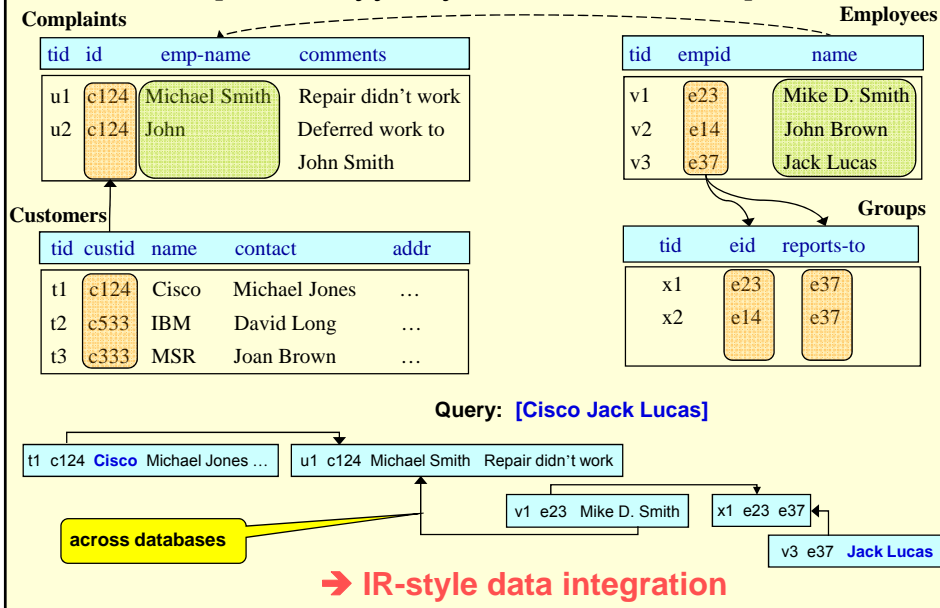 Complaints
tid id emp-name comments
u1 c124 Michael Smith Repair didn't work
u2 c124 John Deferred work to
John Smith
Employees
tid empid name
v1 e23 Mike D. Smith
v2 e14 John Brown
v3 e37 Jack Lucas
Customers
tid custid name contact addr
t1 c124 Cisco Michael Jones …
t2 c533 IBM David Long …
t3 c333 MSR Joan Brown …
Groups
tid eid reports-to
x1 e23 e37
x2 e14 e37
Query: [Cisco Jack Lucas]
t1 c124 Cisco Michael Jones …
u1 c124 Michael Smith Repair didn't work
v1 e23 Mike D. Smith
x1 e23 e37
across databases
v3 e37 Jack Lucas
➔ IR-style data integration